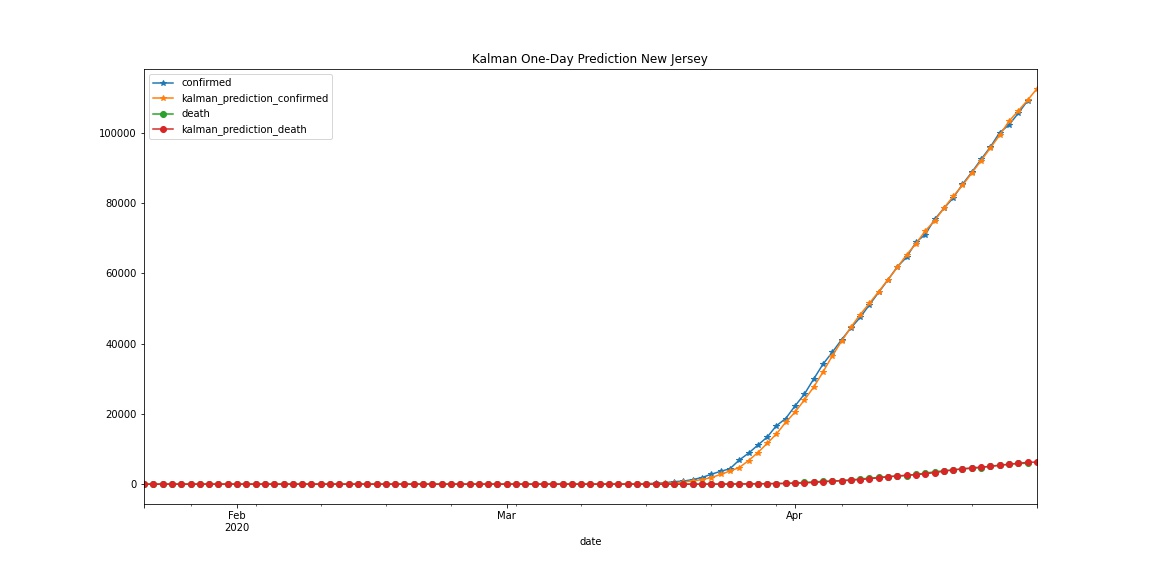 Kalman One-Day Prediction New Jersey
confirmed
kalman_prediction_confirmed
death
kalman_prediction_death
100000
80000
60000
40000
20000
0
Feb
2020
Mar
Apr
date